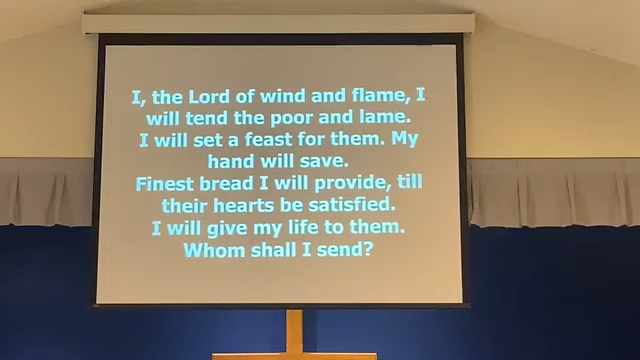 I, the Lord of wind and flame, I
will tend the poor and lame.
I will set a feast for them. My
hand will save.
Finest bread I will provide, till
their hearts be satisfied.
I will give my life to them.
Whom shall I send?